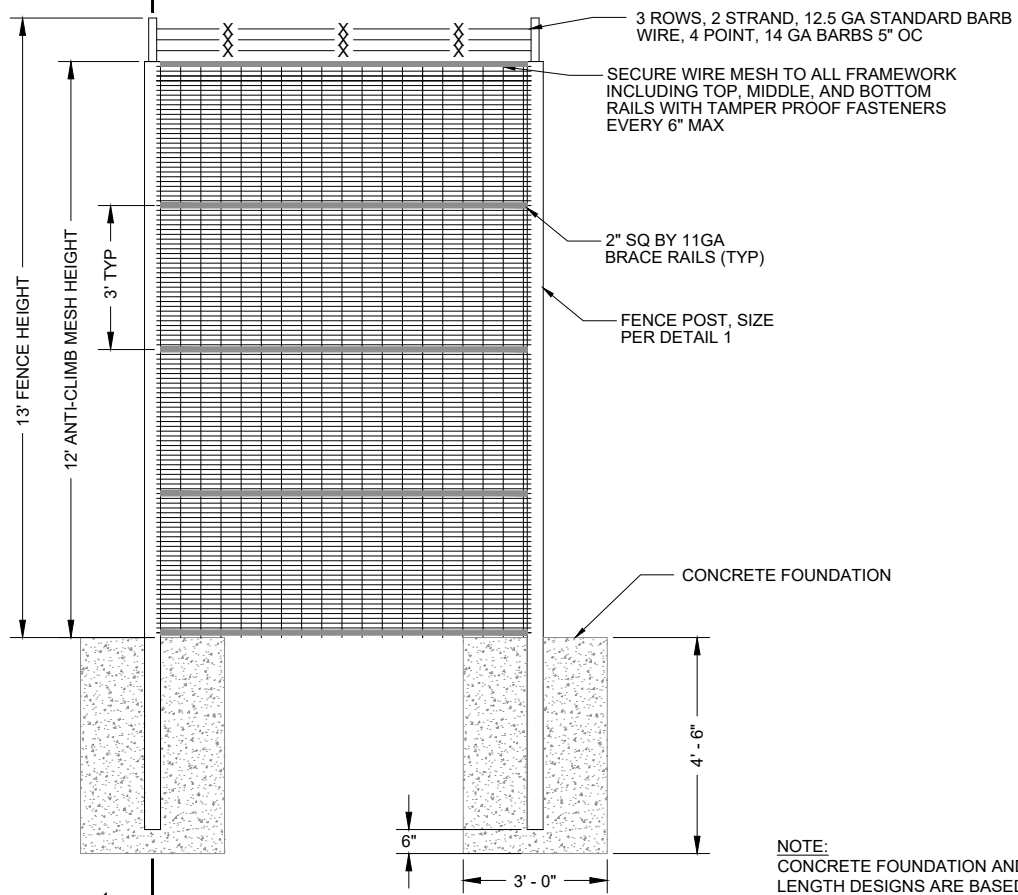 3 ROWS, 2 STRAND, 12.5 GA STANDARD BARB
WIRE, 4 POINT, 14 GA BARBS 5" OC
SECURE WIRE MESH TO ALL FRAMEWORK
INCLUDING TOP, MIDDLE, AND BOTTOM
RAILS WITH TAMPER PROOF FASTENERS
EVERY 6" MAX
2" SQ BY 11GA
BRACE RAILS (TYP)
FENCE POST, SIZE
PER DETAIL 1
13' FENCE HEIGHT
12' ANTI-CLIMB MESH HEIGHT
3' TYP
CONCRETE FOUNDATION
4' - 6"
6"
3' - 0"
NOTE:
CONCRETE FOUNDATION AND
LENGTH DESIGNS ARE BASED